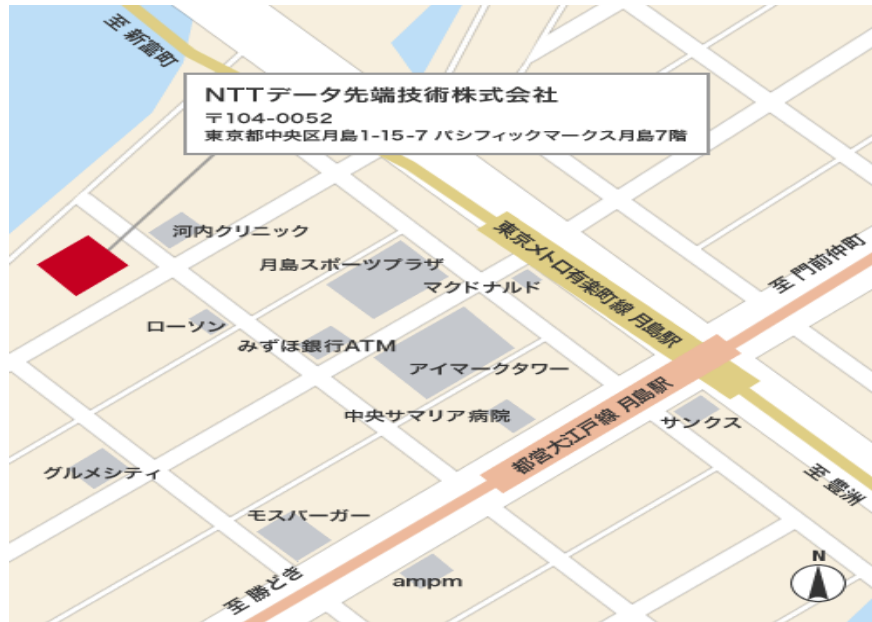 至 新富町
NTTデータ先端技術株式会社
〒104-0052
東京都中央区月島1-15-7 パシフィックマークス月島7階
河内クリニック
東京メトロ有楽町線 月島駅
至 門前仲町
月島スポーツプラザ
マクドナルド
ローソン
みずほ銀行ATM
アイマークタワー
中央サマリア病院
都営大江戸線 月島駅
サンクス
グルメシティ
至 豊洲
モスバーガー
N
至 勝どき
ampm